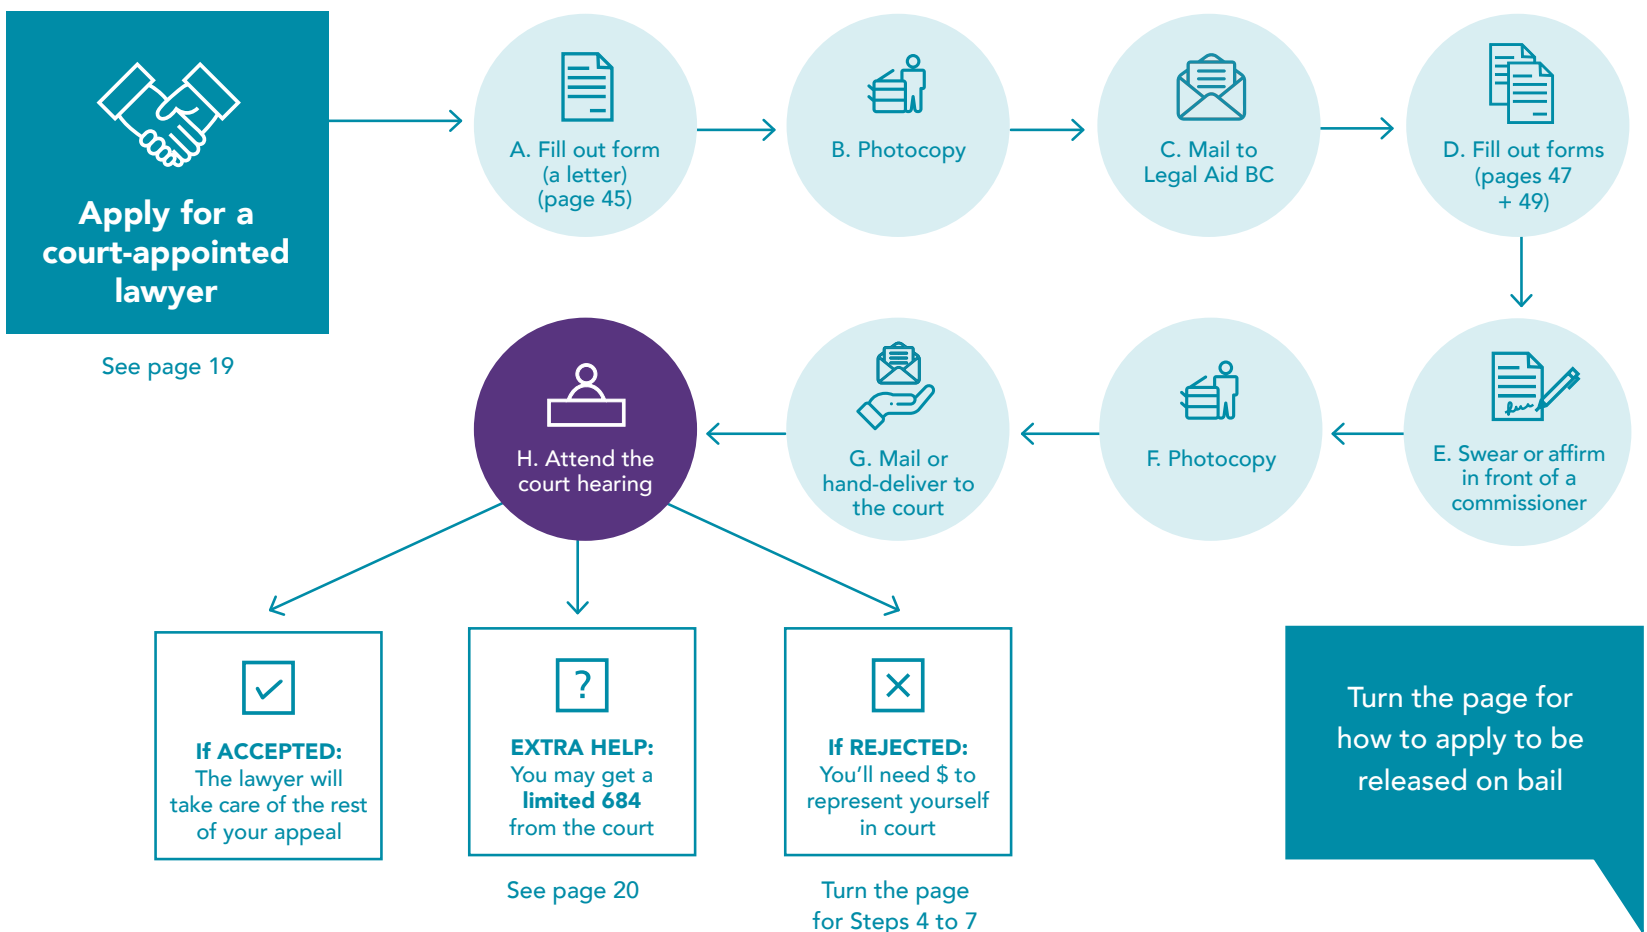 Apply for a
court-appointed
lawyer
See page 19
A. Fill out form
(a letter)
(page 45)
B. Photocopy
C. Mail to
Legal Aid BC
D. Fill out forms
(pages 47
+ 49)
E. Swear or affirm
in front of a
commissioner
F. Photocopy
G. Mail or
hand-deliver to
the court
H. Attend the
court hearing
If ACCEPTED:
The lawyer will
take care of the rest
of your appeal
?
EXTRA HELP:
You may get a
limited 684
from the court
See page 20
If REJECTED:
You'll need $ to
represent yourself
in court
Turn the page
for Steps 4 to 7
Turn the page for
how to apply to be
released on bail